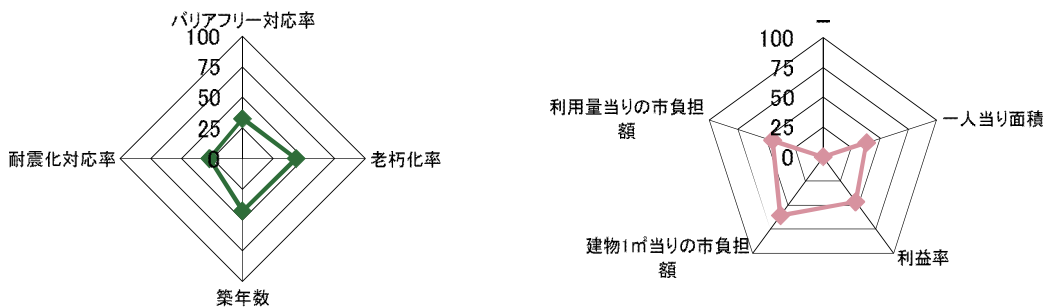 バリアフリー対応率
100
75
50
25
0
耐震化対応率
老朽化率
築年数
－
100
75
50
25
0
利用量当りの市負担
額
一人当り面積
建物1㎡当りの市負担
額
利益率